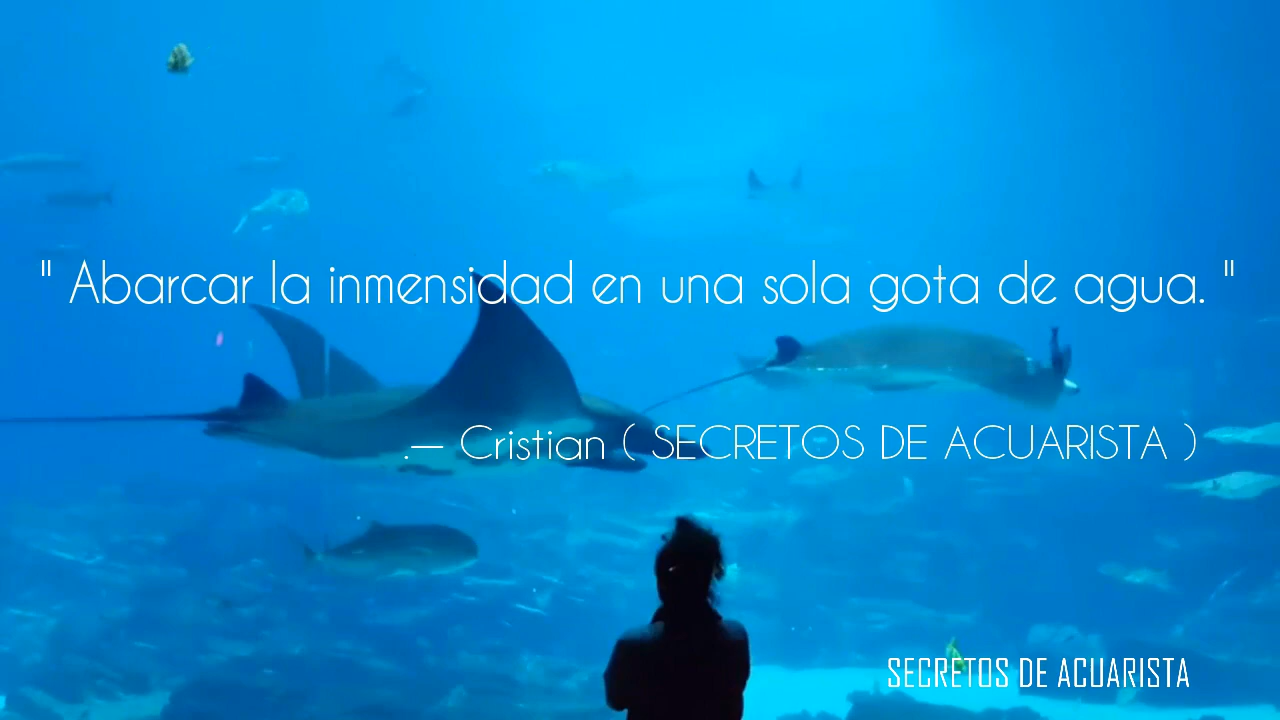 " Abarcar la inmensidad en una sola gota de agua. "
.— Cristian ( SECRETOS DE ACUARISTA )
SECRETOS DE ACUARISTA